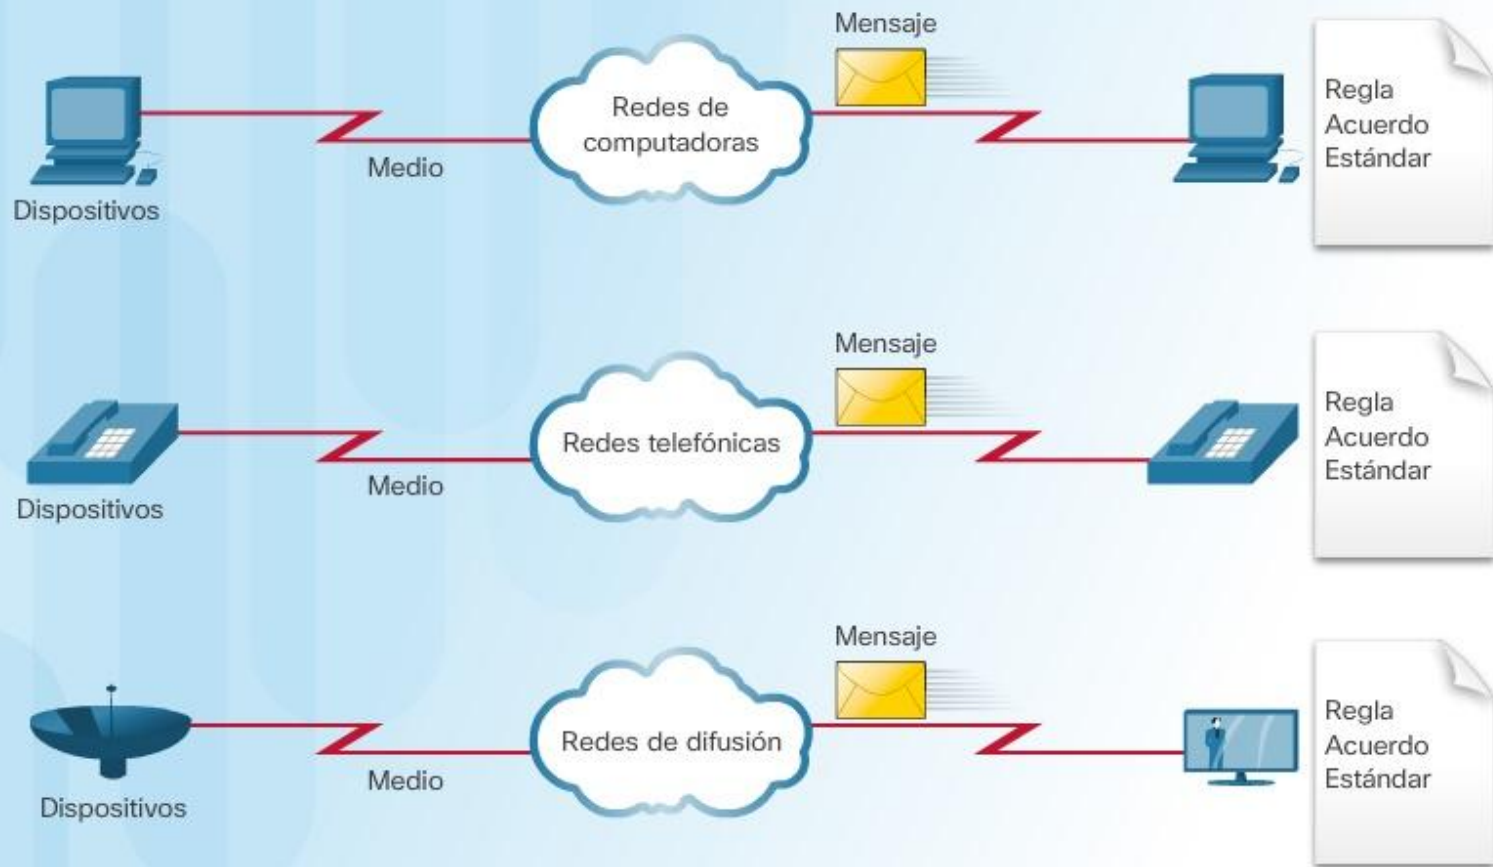 Mensaje
Redes de
computadoras
Medio
Dispositivos
Regla
Acuerdo
Estándar
Mensaje
Redes telefónicas
Medio
Dispositivos
Regla
Acuerdo
Estándar
Mensaje
Redes de difusión
Medio
Dispositivos
Regla
Acuerdo
Estándar